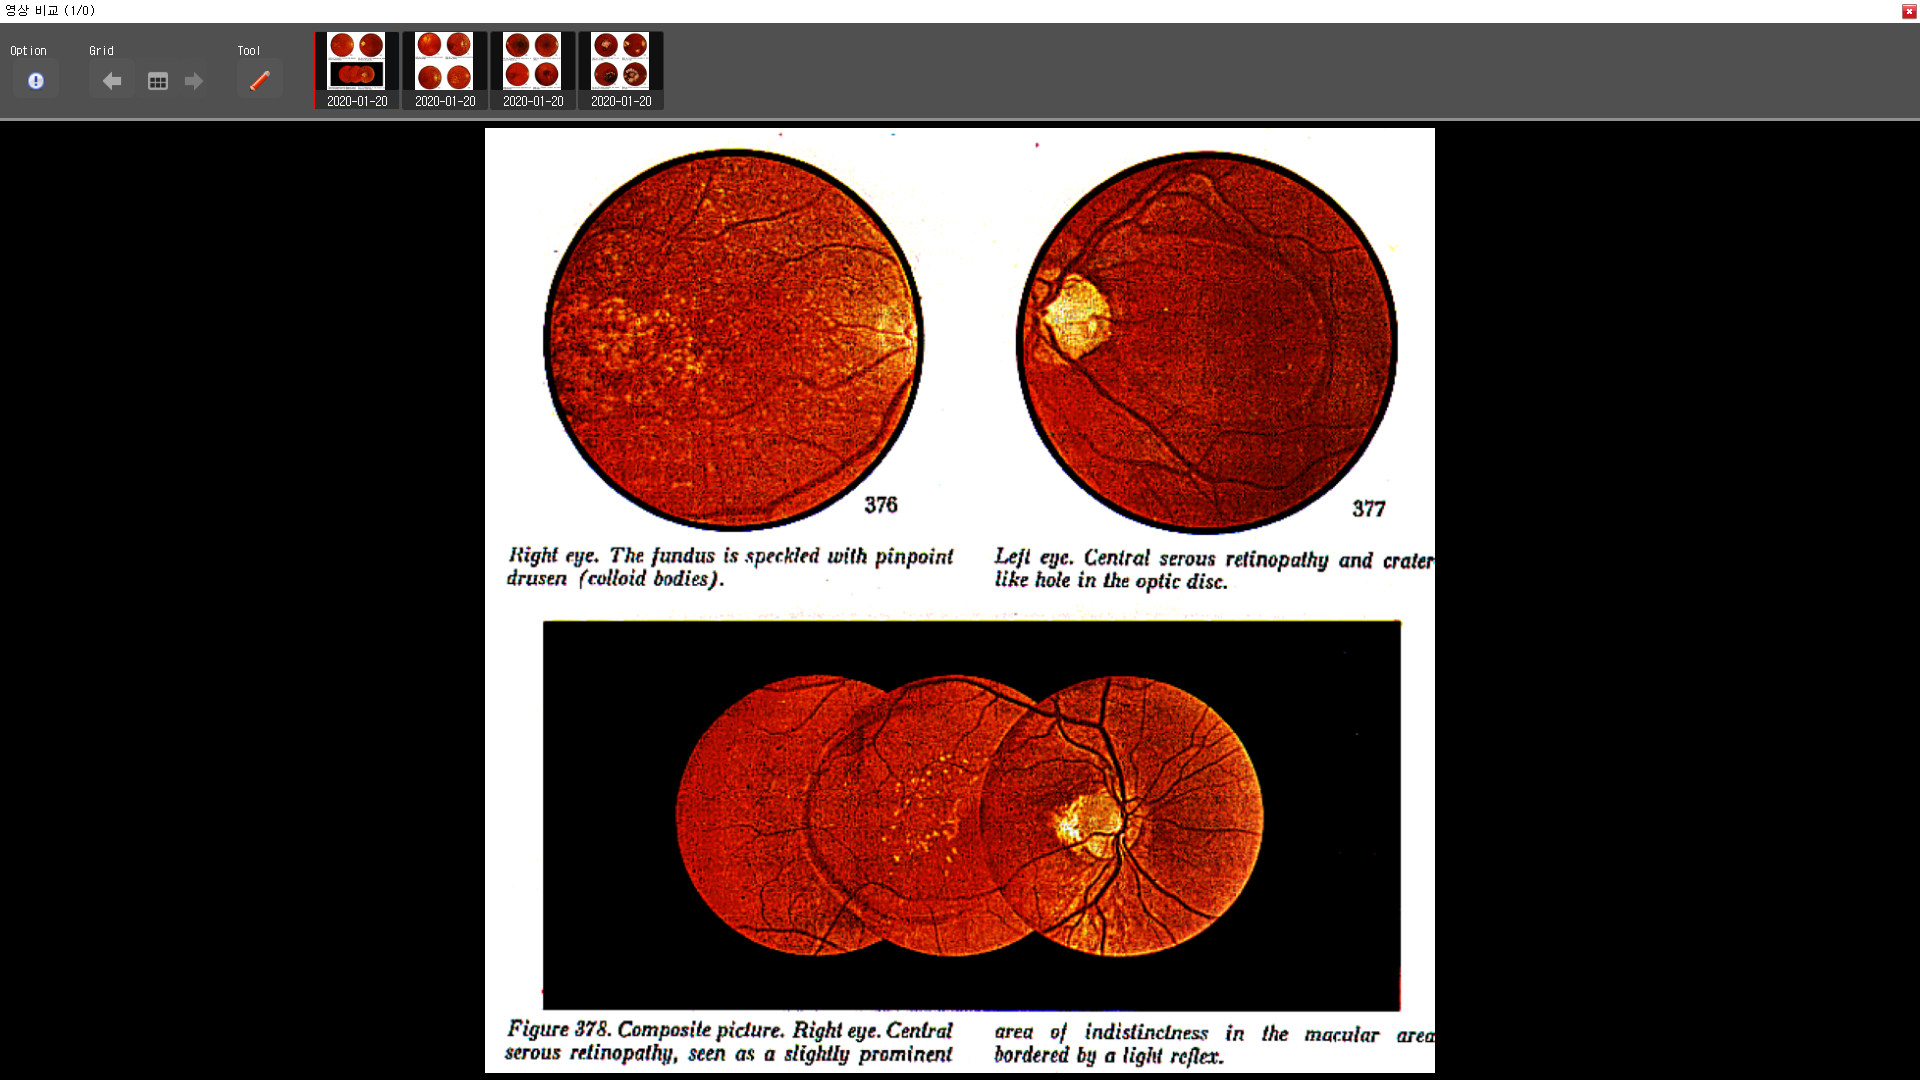 영상 비교 (1/0)
Option
Grid
Tool
2020-01-20
2020-01-20
2020-01-20
2020-01-20
376
377
Right eye. The fundus is speckled with pinpoint
drusen (colloid bodies).
Left eye. Central serous retinopathy and crater
like hole in the optic disc.
Figure 378. Composite picture. Right eye. Central
serous retinopathy, seen as a slightly prominent
area of indistinctness in the macular area
bordered by a light reflex.